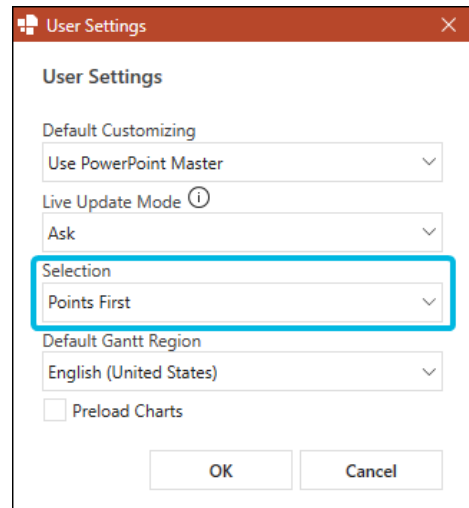 User Settings
User Settings
Default Customizing
Use PowerPoint Master
Live Update Mode
Ask
Selection
Points First
Default Gantt Region
English (United States)
Preload Charts
OK Cancel